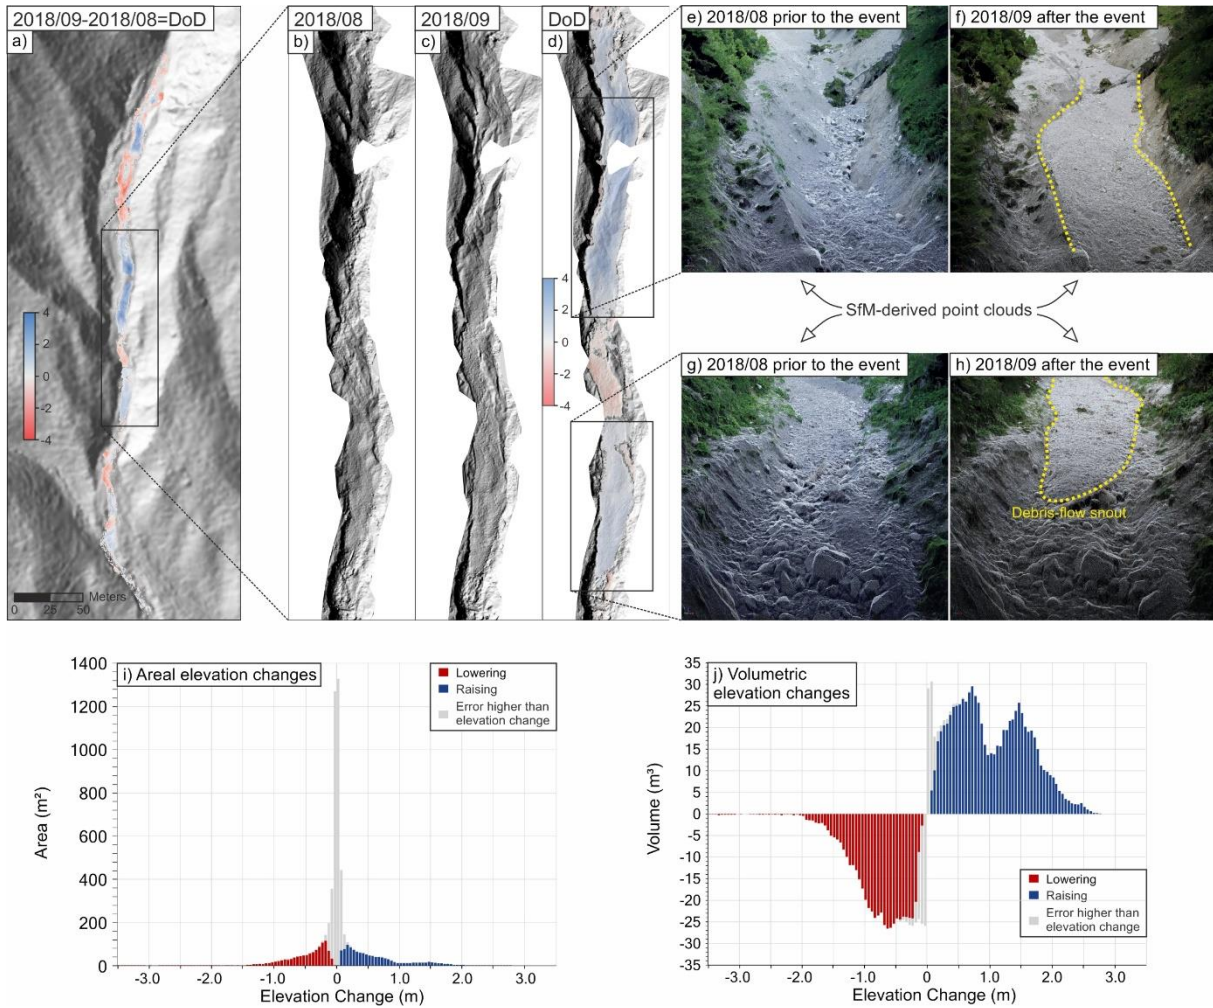 2018/09-2018/08=DoD
a)
2018/08
b)
2018/09
c)
DoD
d)
e) 2018/08 prior to the event
f) 2018/09 after the event
4
2
0
-2
-4
4
2
0
-2
-4
SfM-derived point clouds
g) 2018/08 prior to the event
h) 2018/09 after the event
Debris-flow snout
Meters
0 25 50
i) Areal elevation changes
Lowering
Raising
Error higher than
elevation change
1400
1200
1000
800
600
400
200
0
Area (m²)
-3.0 -2.0 -1.0 0 1.0 2.0 3.0
Elevation Change (m)
j) Volumetric
elevation changes
35
30
25
20
15
10
5
0
-5
-10
-15
-20
-25
-30
-35
Volume (m³)
Lowering
Raising
Error higher than
elevation change
-3.0 -2.0 -1.0 0 1.0 2.0 3.0
Elevation Change (m)